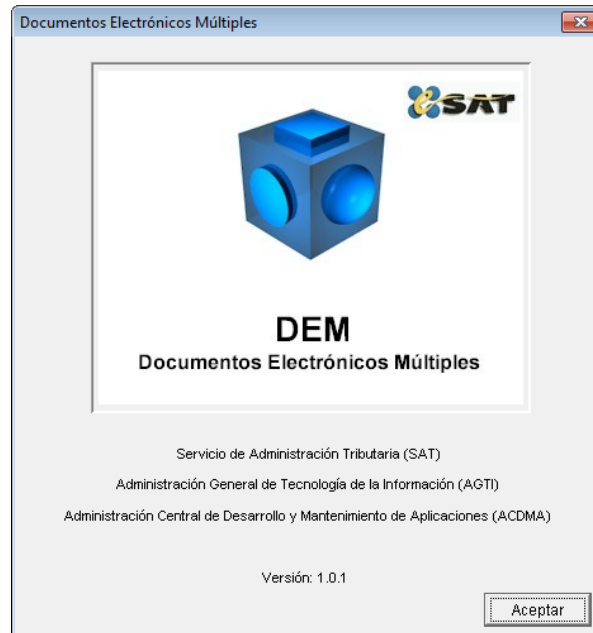 Documentos Electrónicos Múltiples
eSAT
DEM
Documentos Electrónicos Múltiples
Servicio de Administración Tributaria (SAT)
Administración General de Tecnología de la Información (AGTI)
Administración Central de Desarrollo y Mantenimiento de Aplicaciones (ACDMA)
Versión: 1.0.1
Aceptar